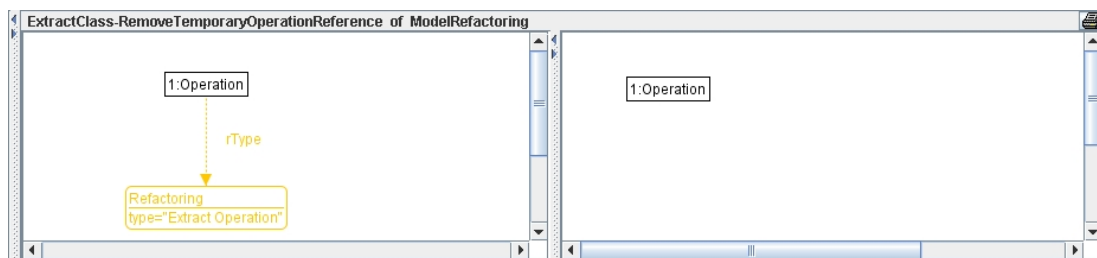 ExtractClass-RemoveTemporaryOperationReference of ModelRefactoring
1:Operation
rType
Refactoring
type="Extract Operation"
1:Operation